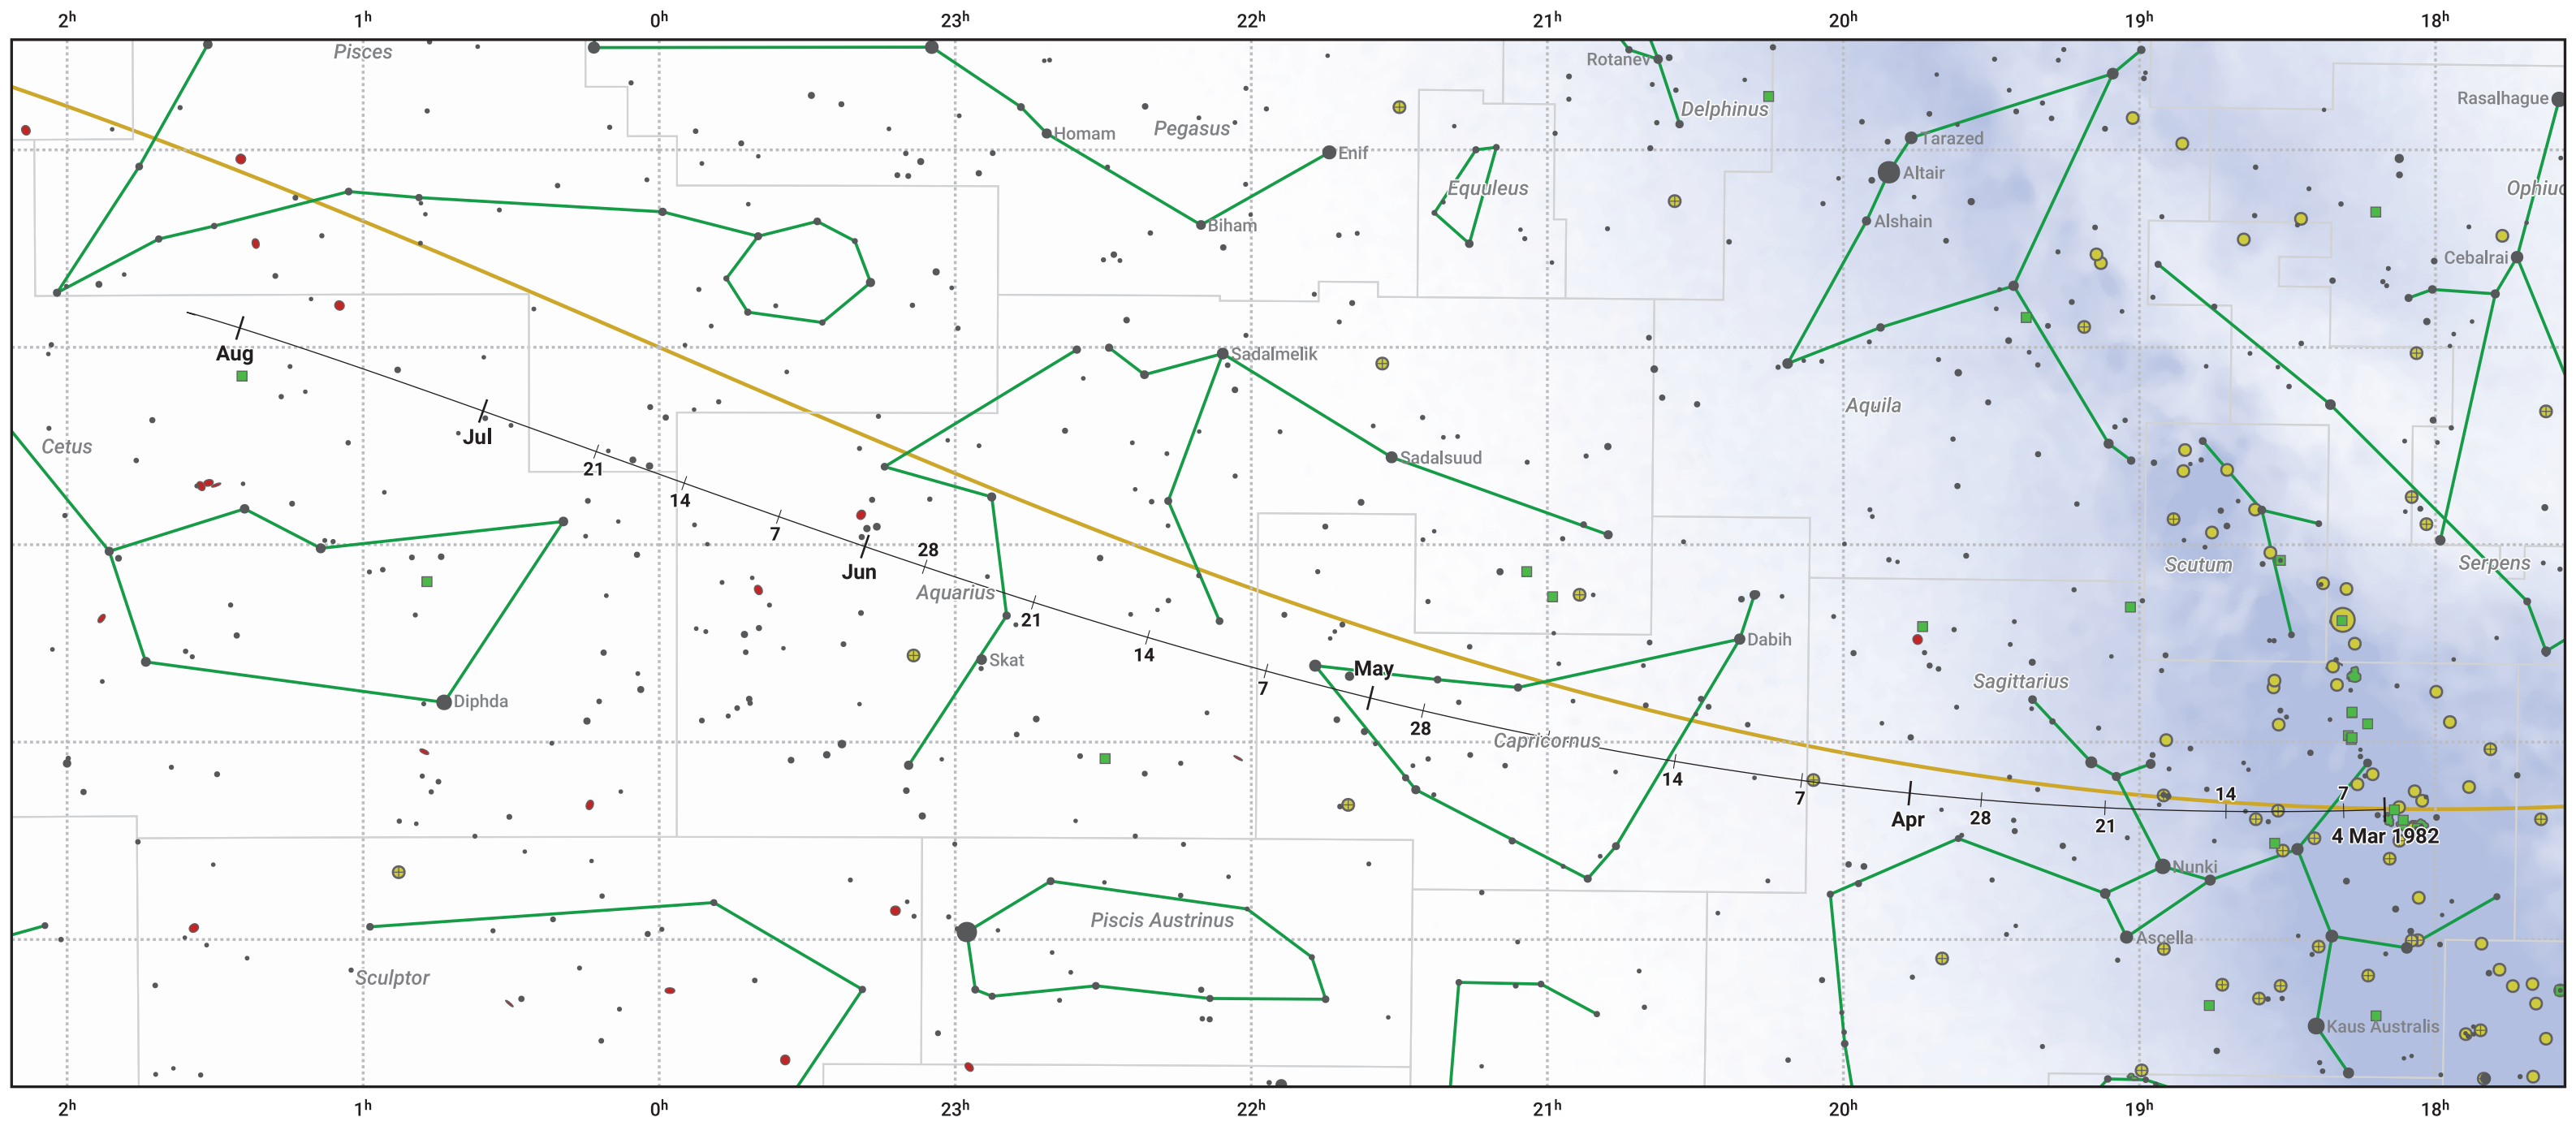 2ʰ 1ʰ 0ʰ 23ʰ 22ʰ 21ʰ 20ʰ 19ʰ 18ʰ
Pisces
Rotanev
Rasalhague
Delphinus
Pegasus
Homam
Tarazed
Enif
Altair
Equuleus
Ophiuc
Alshain
Biham
Cebalrai
Aug
Sadalmelik
Aquila
Jul
Cetus
Sadalsuud
21
14
7
28
Jun
Scutum
Serpens
Aquarius
21
14
Dabih
Skat
May
7
Sagittarius
Diphda
28
Capricornus
14
7
Apr
28
21
14
7
4 Mar 1982
Nunki
Piscis Austrinus
Ascella
Sculptor
Kaus Australis
2ʰ 1ʰ 0ʰ 23ʰ 22ʰ 21ʰ 20ʰ 19ʰ 18ʰ